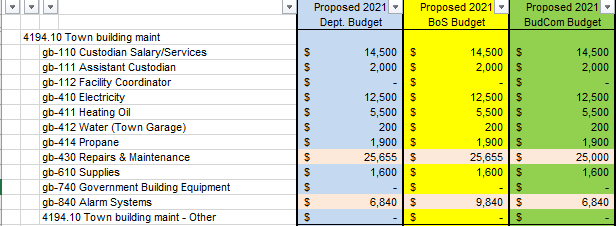 Proposed 2021 Proposed 2021 Proposed 2021
Dept. Budget BoS Budget BudCom Budget
4194.10 Town building maint
gb-110 Custodian Salary/Services $ 14,500 $ 14,500 $ 14,500
gb-111 Assistant Custodian $ 2,000 $ 2,000 $ 2,000
gb-112 Facility Coordinator $ - $ - $ -
gb-410 Electricity $ 12,500 $ 12,500 $ 12,500
gb-411 Heating Oil $ 5,500 $ 5,500 $ 5,500
gb-412 Water (Town Garage) $ 200 $ 200 $ 200
gb-414 Propane $ 1,900 $ 1,900 $ 1,900
gb-430 Repairs & Maintenance $ 25,655 $ 25,655 $ 25,000
gb-610 Supplies $ 1,600 $ 1,600 $ 1,600
gb-740 Government Building Equipment $ - $ - $ -
gb-840 Alarm Systems $ 6,840 $ 9,840 $ 6,840
4194.10 Town building maint - Other $ - $ - $ -